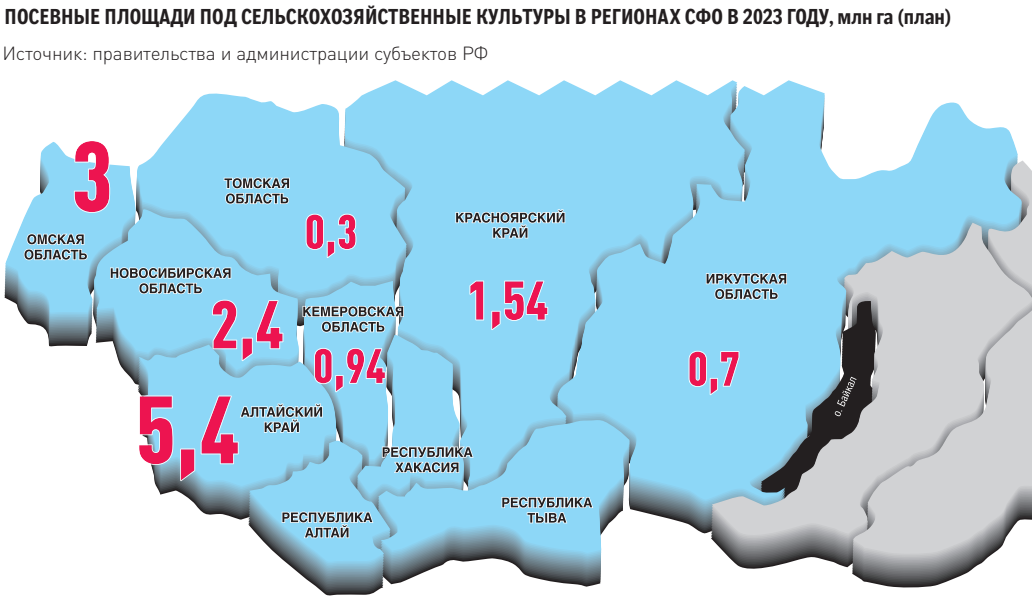 ПОСЕВНЫЕ ПЛОЩАДИ ПОД СЕЛЬСКОХОЗЯЙСТВЕННЫЕ КУЛЬТУРЫ В РЕГИОНАХ СФО В 2023 ГОДУ, млн га (план)
Источник: правительства и администрации субъектов РФ
3
ОМСКАЯ
ОБЛАСТЬ
ТОМСКАЯ
ОБЛАСТЬ
0,3
НОВОСИБИРСКАЯ
ОБЛАСТЬ
2,4
КЕМЕРОВСКАЯ
ОБЛАСТЬ
0,94
КРАСНОЯРСКИЙ
КРАЙ
1,54
ИРКУТСКАЯ
ОБЛАСТЬ
0,7
о. Байкал
5,4
АЛТАЙСКИЙ
КРАЙ
РЕСПУБЛИКА
ХАКАСИЯ
РЕСПУБЛИКА
АЛТАЙ
РЕСПУБЛИКА
ТЫВА